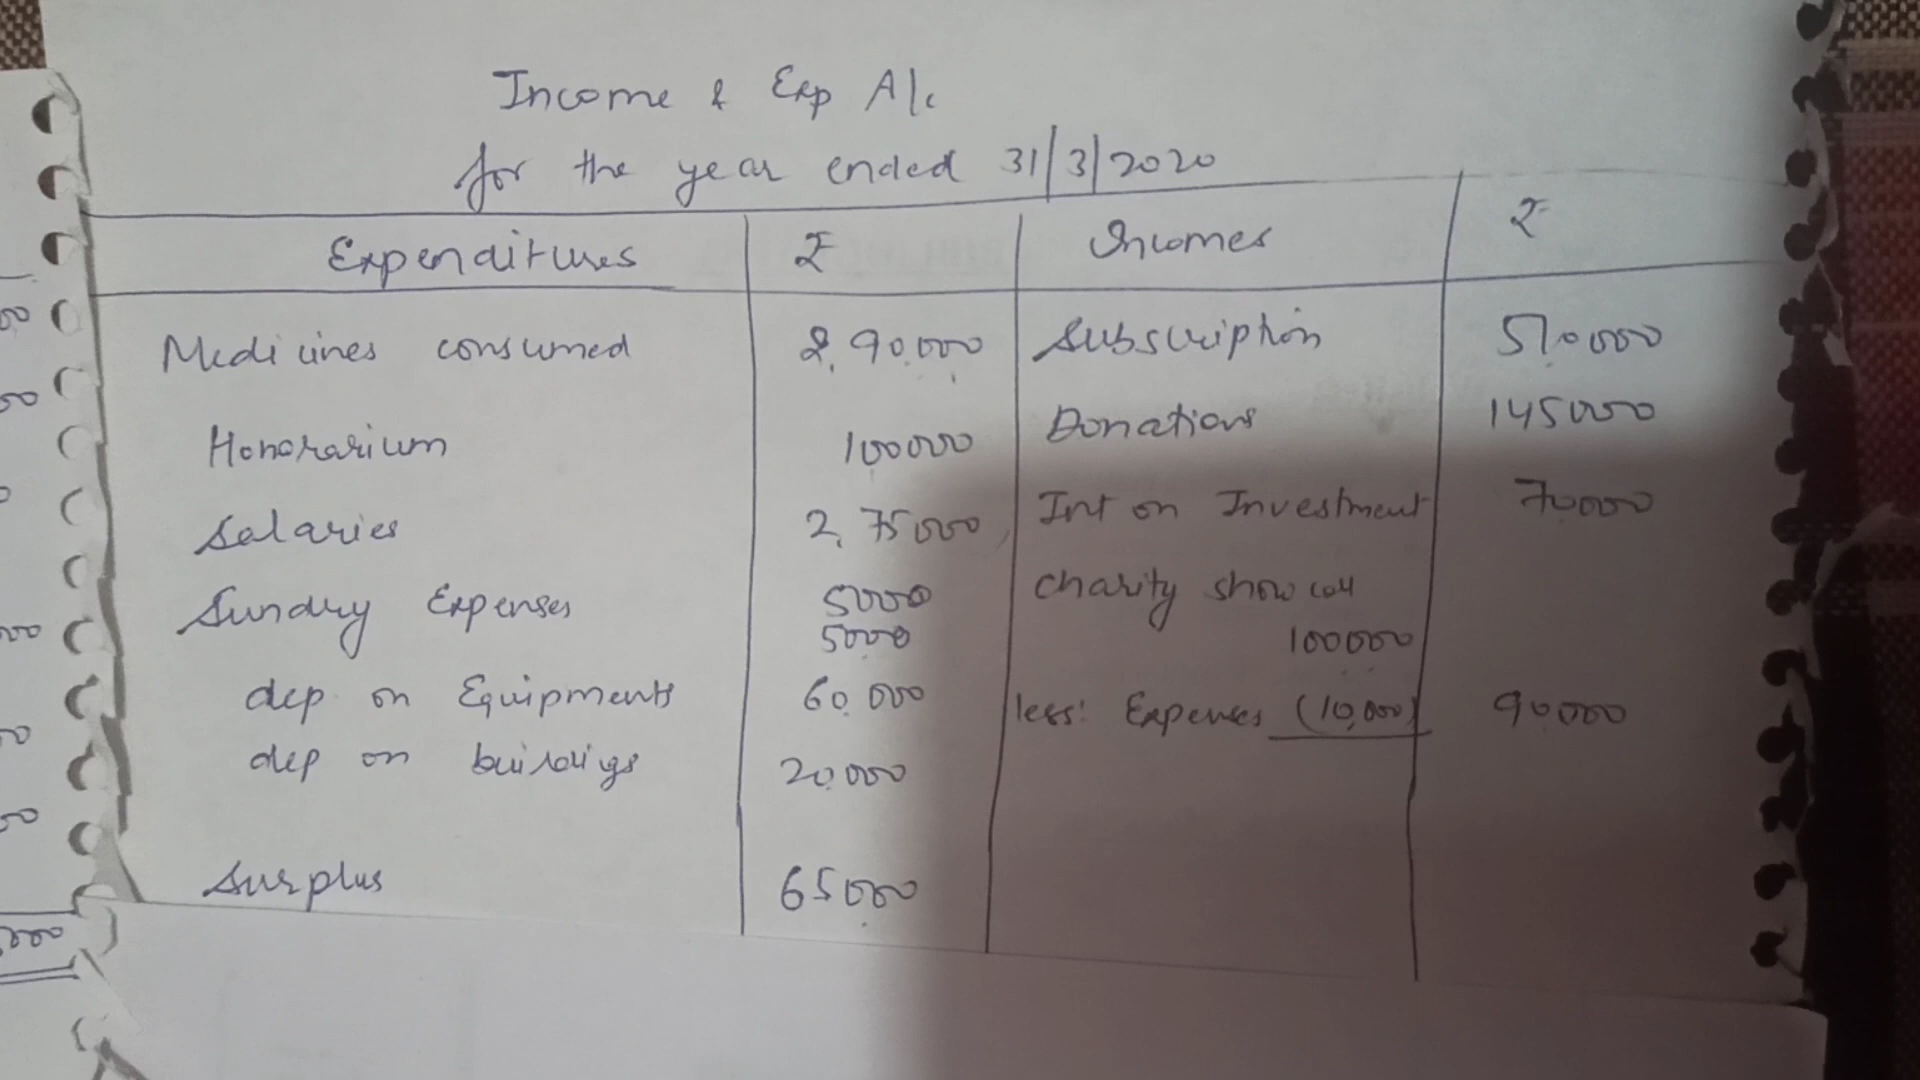 Income & Exp A/c
for the year ended 31/3/2020
Expenditures ₹ Incomes ₹
Medicines consumed 2,90,000 Subscription 510000
Honorarium 100000 Donations 145000
Salaries 2,75000 Int on Investment 70000
Sundry Expenses 5000 charity show coll
5000 100000
dep on Equipments 60,000 less: Expenses (10,000) 90000
dep on buildings 20,000
Surplus 65000